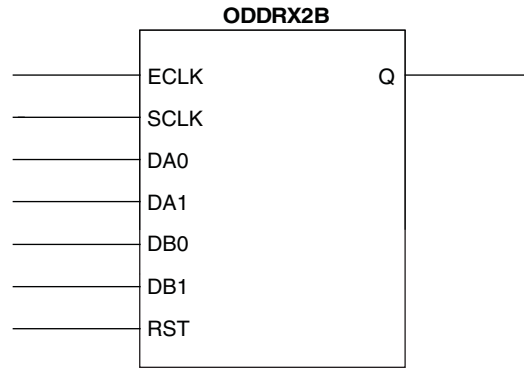 ODDRX2B
ECLK Q
SCLK
DA0
DA1
DB0
DB1
RST